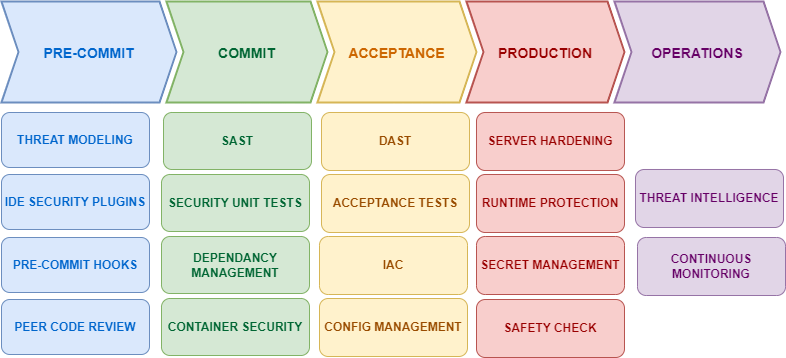 PRE-COMMIT
COMMIT
ACCEPTANCE
PRODUCTION
OPERATIONS
THREAT MODELING
SAST
DAST
SERVER HARDENING
IDE SECURITY PLUGINS
SECURITY UNIT TESTS
ACCEPTANCE TESTS
RUNTIME PROTECTION
THREAT INTELLIGENCE
PRE-COMMIT HOOKS
DEPENDANCY
MANAGEMENT
IAC
SECRET MANAGEMENT
CONTINUOUS
MONITORING
PEER CODE REVIEW
CONTAINER SECURITY
CONFIG MANAGEMENT
SAFETY CHECK